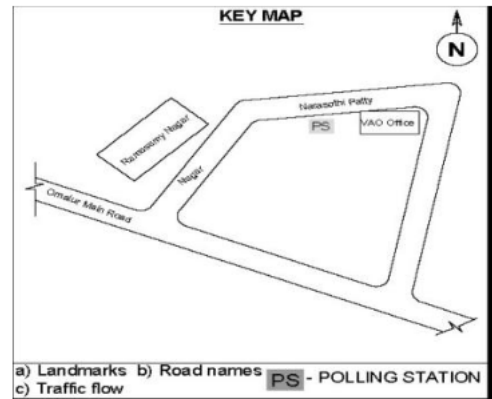 KEY MAP
N
Narasothi Patty
PS
VAO Office
Ramasamy Nagar
Nagar
Omalur Main Road
a) Landmarks b) Road names
c) Traffic flow
PS - POLLING STATION